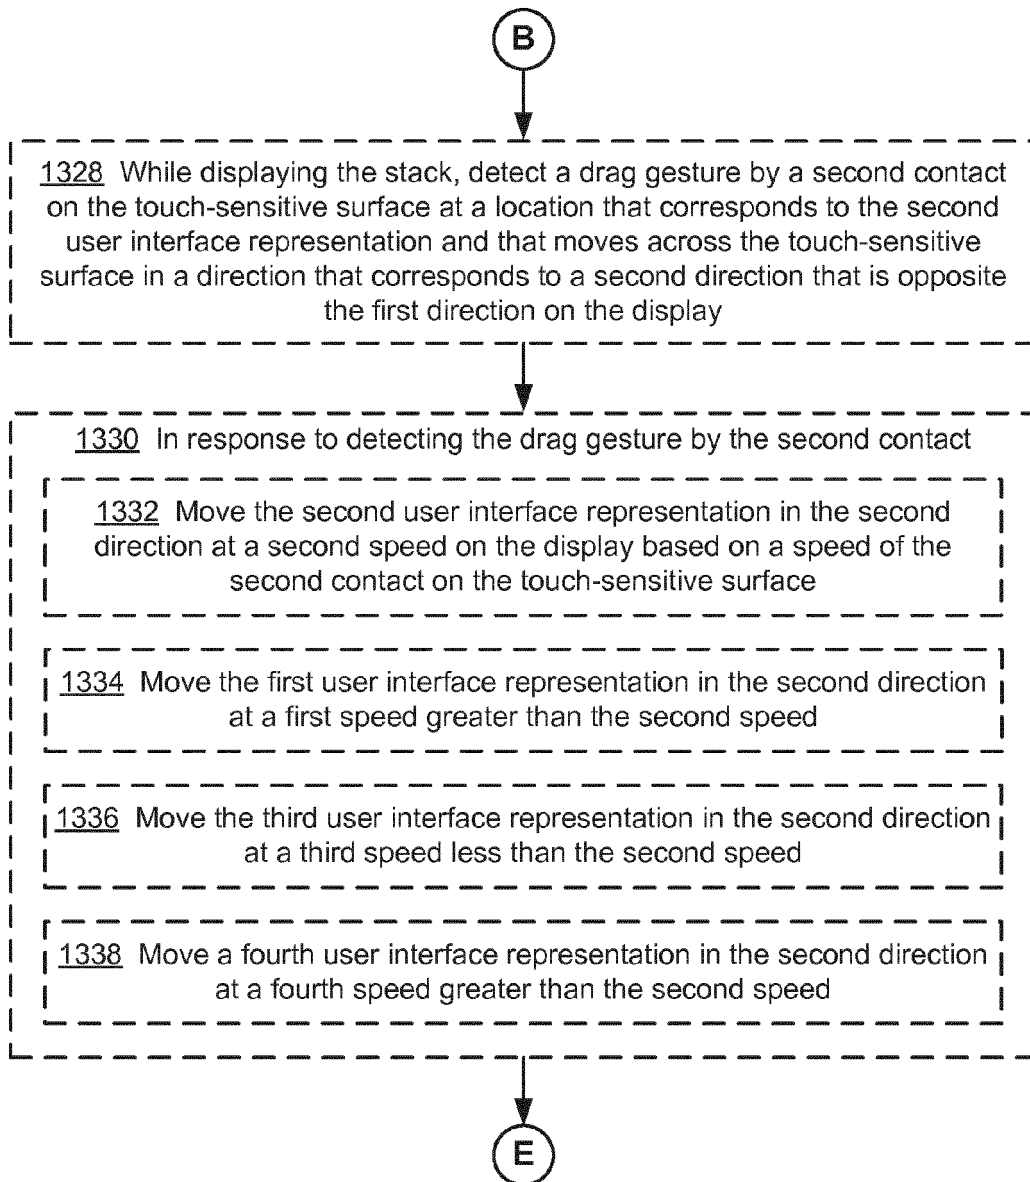 B
1328 While displaying the stack, detect a drag gesture by a second contact
on the touch-sensitive surface at a location that corresponds to the second
user interface representation and that moves across the touch-sensitive
surface in a direction that corresponds to a second direction that is opposite
the first direction on the display
1330 In response to detecting the drag gesture by the second contact
1332 Move the second user interface representation in the second
direction at a second speed on the display based on a speed of the
second contact on the touch-sensitive surface
1334 Move the first user interface representation in the second direction
at a first speed greater than the second speed
1336 Move the third user interface representation in the second direction
at a third speed less than the second speed
1338 Move a fourth user interface representation in the second direction
at a fourth speed greater than the second speed
E